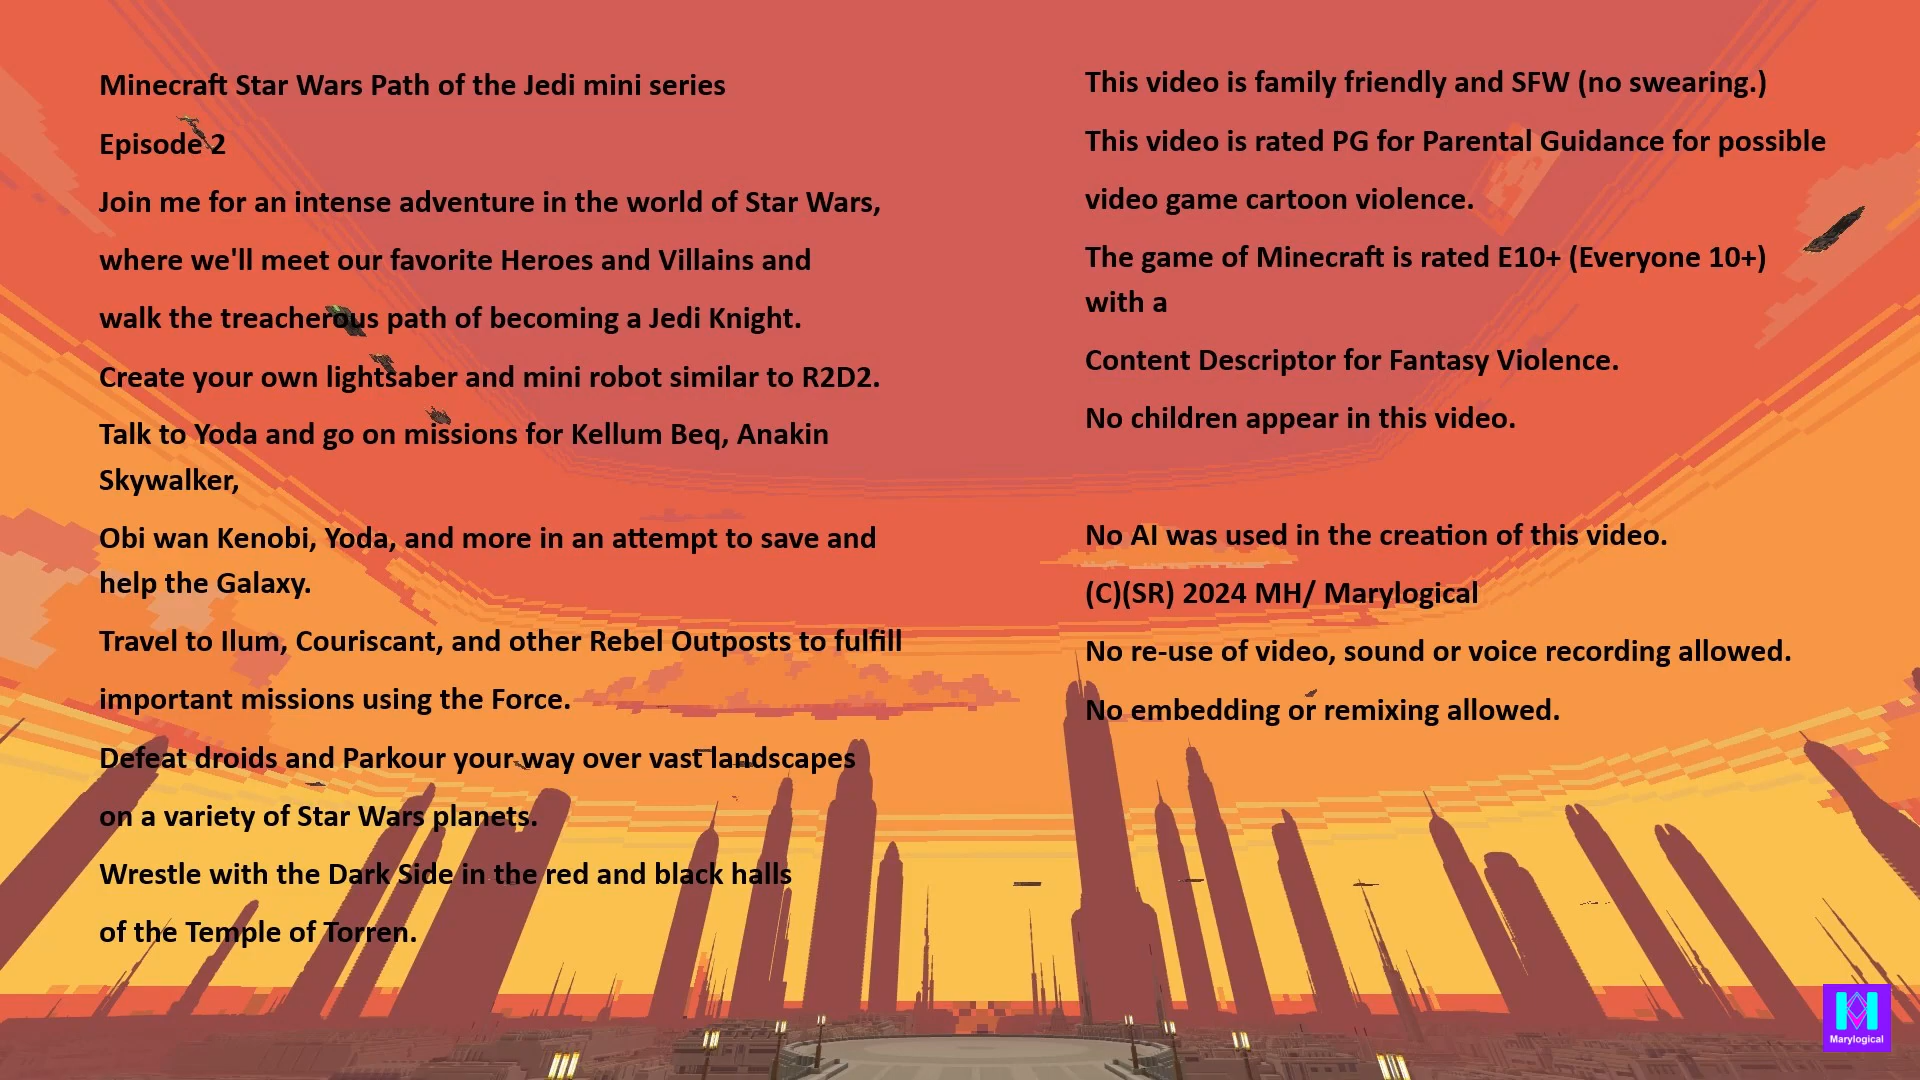 Minecraft Star Wars Path of the Jedi mini series
Episode 2
Join me for an intense adventure in the world of Star Wars,
where we'll meet our favorite Heroes and Villains and
walk the treacherous path of becoming a Jedi Knight.
Create your own lightsaber and mini robot similar to R2D2.
Talk to Yoda and go on missions for Kellum Beq, Anakin
Skywalker,
Obi wan Kenobi, Yoda, and more in an attempt to save and
help the Galaxy.
Travel to Ilum, Couriscant, and other Rebel Outposts to fulfill
important missions using the Force.
Defeat droids and Parkour your way over vast landscapes
on a variety of Star Wars planets.
Wrestle with the Dark Side in the red and black halls
of the Temple of Torren.
This video is family friendly and SFW (no swearing.)
This video is rated PG for Parental Guidance for possible
video game cartoon violence.
The game of Minecraft is rated E10+ (Everyone 10+)
with a
Content Descriptor for Fantasy Violence.
No children appear in this video.
No AI was used in the creation of this video.
(C)(SR) 2024 MH/ Marylogical
No re-use of video, sound or voice recording allowed.
No embedding or remixing allowed.
Marylogical